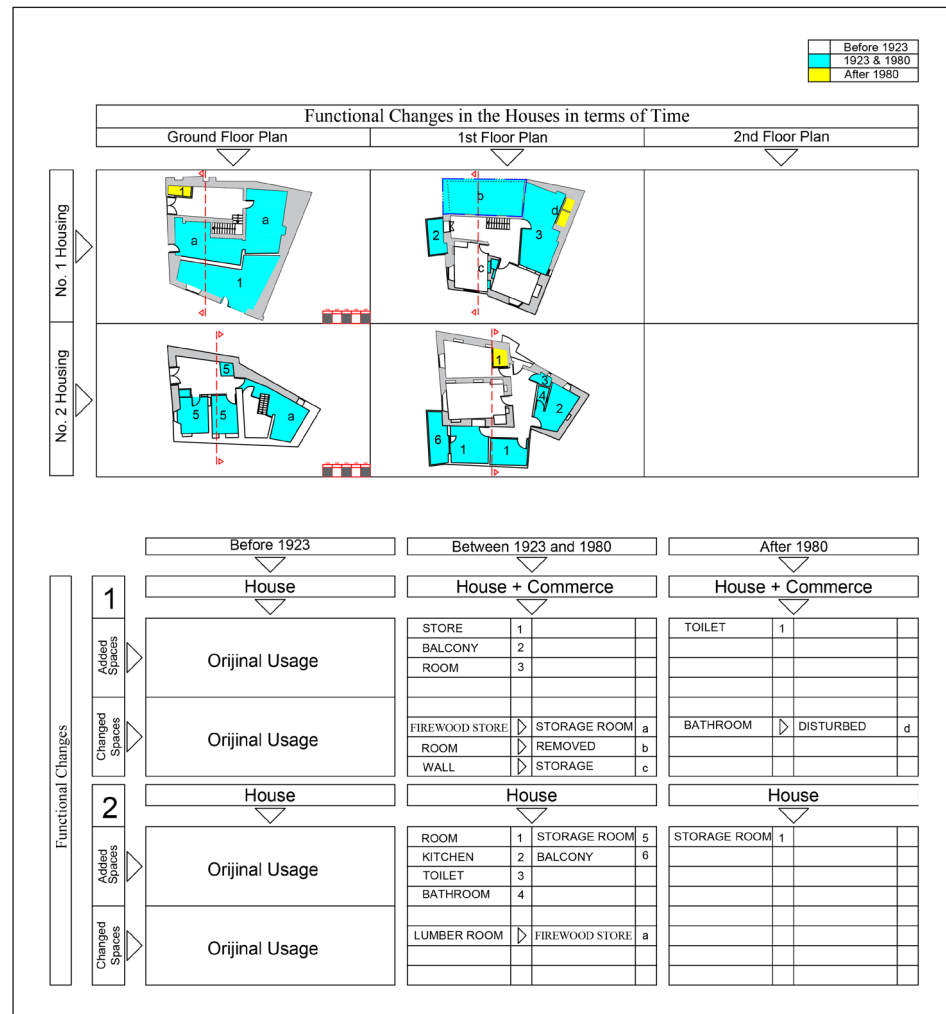 Before 1923
1923 & 1980
After 1980
Functional Changes in the Houses in terms of Time
Ground Floor Plan 1st Floor Plan 2nd Floor Plan
No. 1 Housing
1
a
a
1
b
d
2
3
c
No. 2 Housing
5
5
5
a
1
3
4
2
6
1
1
Before 1923 Between 1923 and 1980 After 1980
Functional Changes
1
House House + Commerce House + Commerce
Added Spaces
Orijinal Usage
STORE 1
BALCONY 2
ROOM 3
TOILET 1
Changed Spaces
Orijinal Usage
FIREWOOD STORE STORAGE ROOM a
ROOM REMOVED b
WALL STORAGE c
BATHROOM DISTURBED d
2
House House House
Added Spaces
Orijinal Usage
ROOM 1 STORAGE ROOM 5
KITCHEN 2 BALCONY 6
TOILET 3
BATHROOM 4
STORAGE ROOM 1
Changed Spaces
Orijinal Usage
LUMBER ROOM FIREWOOD STORE a